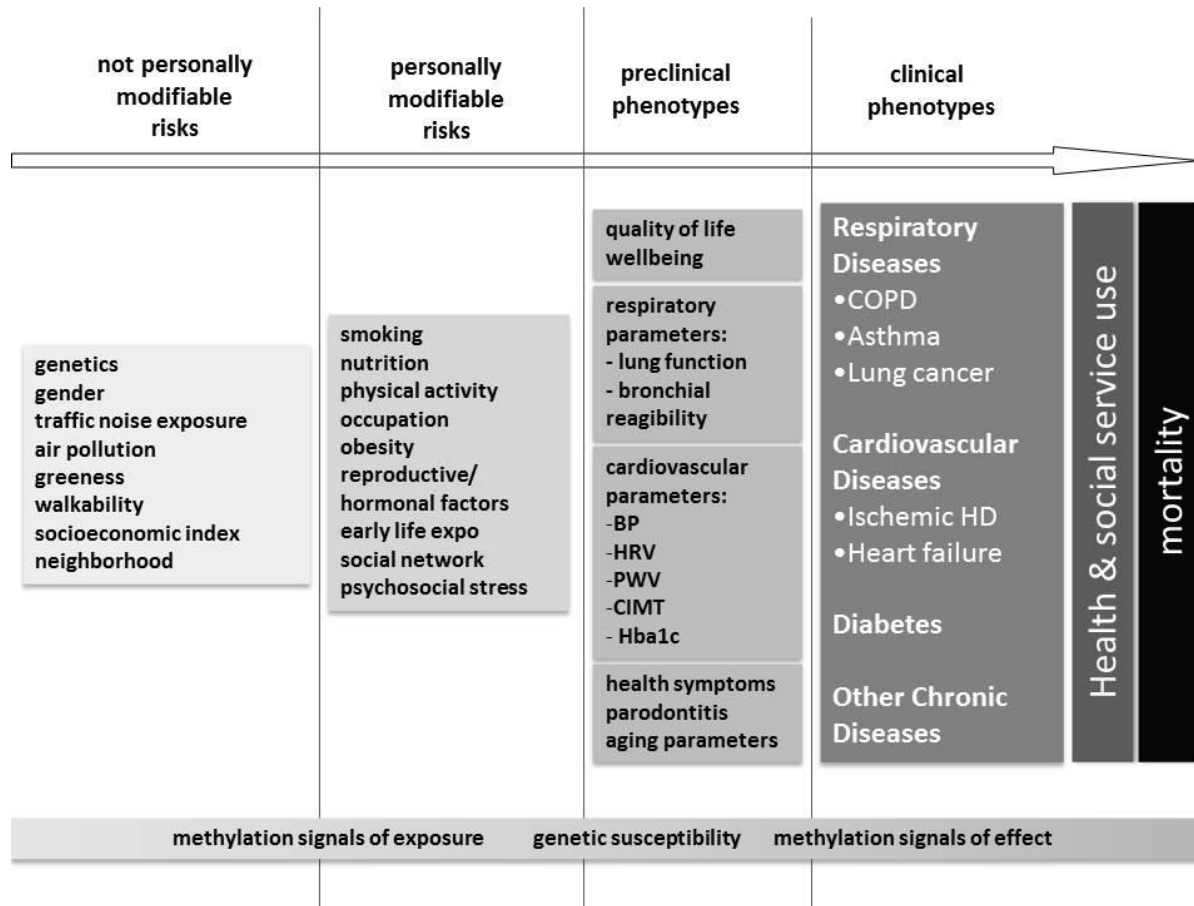 not personally
modifiable
risks
personally
modifiable
risks
preclinical
phenotypes
clinical
phenotypes
genetics
gender
traffic noise exposure
air pollution
greeness
walkability
socioeconomic index
neighborhood
smoking
nutrition
physical activity
occupation
obesity
reproductive/
hormonal factors
early life expo
social network
psychosocial stress
quality of life
wellbeing
respiratory
parameters:
- lung function
- bronchial
reagibility
cardiovascular
parameters:
-BP
-HRV
-PWV
-CIMT
- Hba1c
health symptoms
parodontitis
aging parameters
Respiratory
Diseases
•COPD
•Asthma
•Lung cancer
Cardiovascular
Diseases
•Ischemic HD
•Heart failure
Diabetes
Other Chronic
Diseases
Health & social service use
mortality
methylation signals of exposure genetic susceptibility methylation signals of effect